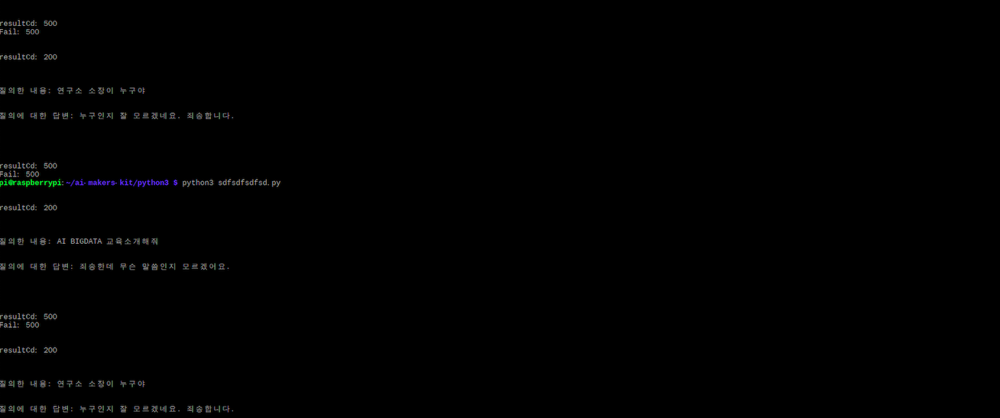 resultCd: 500
Fail: 500
resultCd: 200
질의한 내용: 연구소 소장이 누구야
질의에 대한 답변: 누구인지 잘 모르겠네요. 죄송합니다.
resultCd: 500
Fail: 500
pi@raspberrypi:~/ai-makers-kit/python3 $ python3 sdfsdfsdfsd.py
resultCd: 200
질의한 내용: AI BIGDATA 교육소개해줘
질의에 대한 답변: 죄송한데 무슨 말씀인지 모르겠어요.
resultCd: 500
Fail: 500
resultCd: 200
질의한 내용: 연구소 소장이 누구야
질의에 대한 답변: 누구인지 잘 모르겠네요. 죄송합니다.